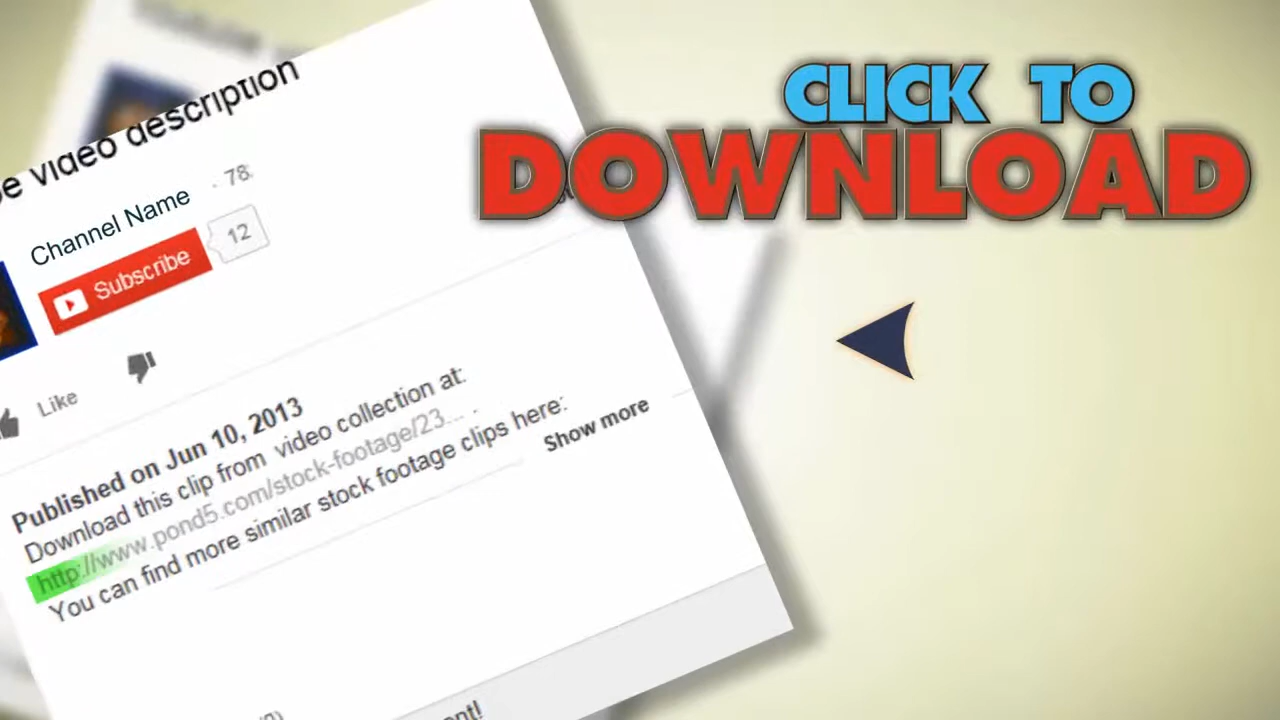 CLICK TO
DOWNLOAD
video description
Channel Name
78
Subscribe
12
Like
Published on Jun 10, 2013
Download this clip from video collection at:
http://www.pond5.com/stock-footage/23...
You can find more similar stock footage clips here:
Show more